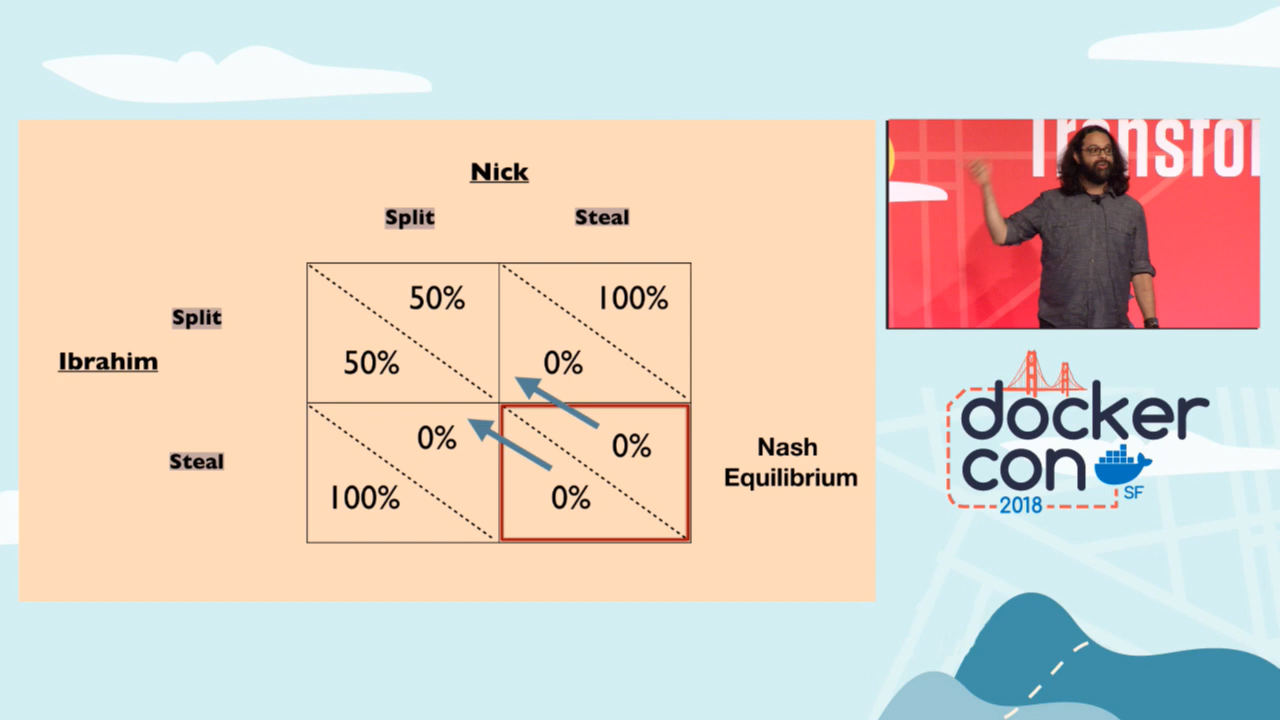 Nick
Split Steal
Split
50% 100%
50% 0%
Ibrahim
Steal
0% 0%
100% 0%
Nash
Equilibrium
Transfor
docker
con
2018 SF